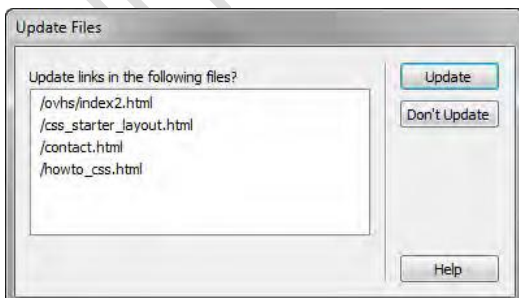 Update Files
Update links in the following files?
/ovhs/index2.html
/css_starter_layout.html
/contact.html
/howto_css.html
Update
Don't Update
Help